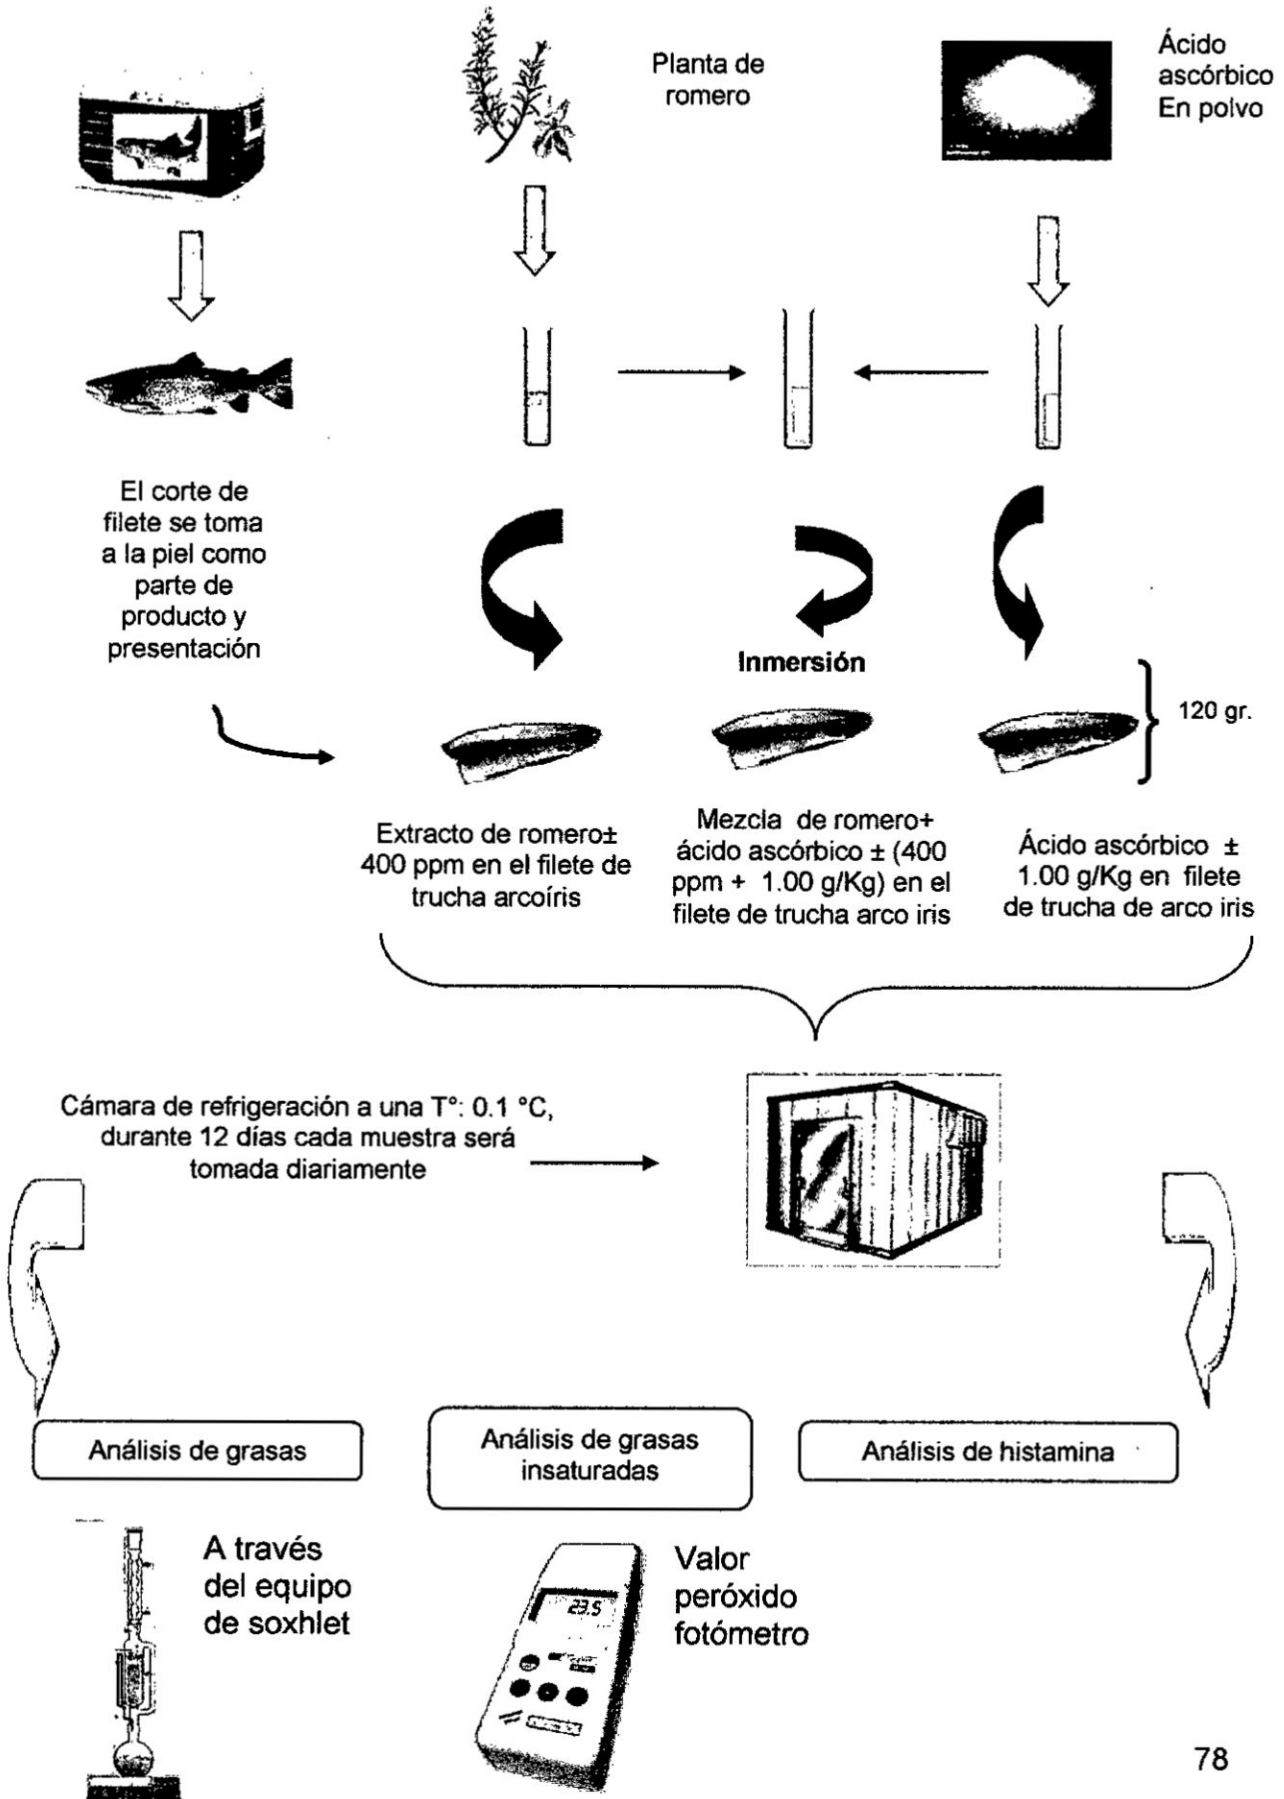 Planta de
romero
Ácido
ascórbico
En polvo
El corte de
filete se toma
a la piel como
parte de
producto y
presentación
Inmersión
120 gr.
Extracto de romero±
400 ppm en el filete de
trucha arcoíris
Mezcla de romero+
ácido ascórbico ± (400
ppm + 1.00 g/Kg) en el
filete de trucha arco iris
Ácido ascórbico ±
1.00 g/Kg en filete
de trucha de arco iris
Cámara de refrigeración a una T°: 0.1 °C,
durante 12 días cada muestra será
tomada diariamente
Análisis de grasas
Análisis de grasas
insaturadas
Análisis de histamina
A través
del equipo
de soxhlet
23.5
Valor
peróxido
fotómetro
78